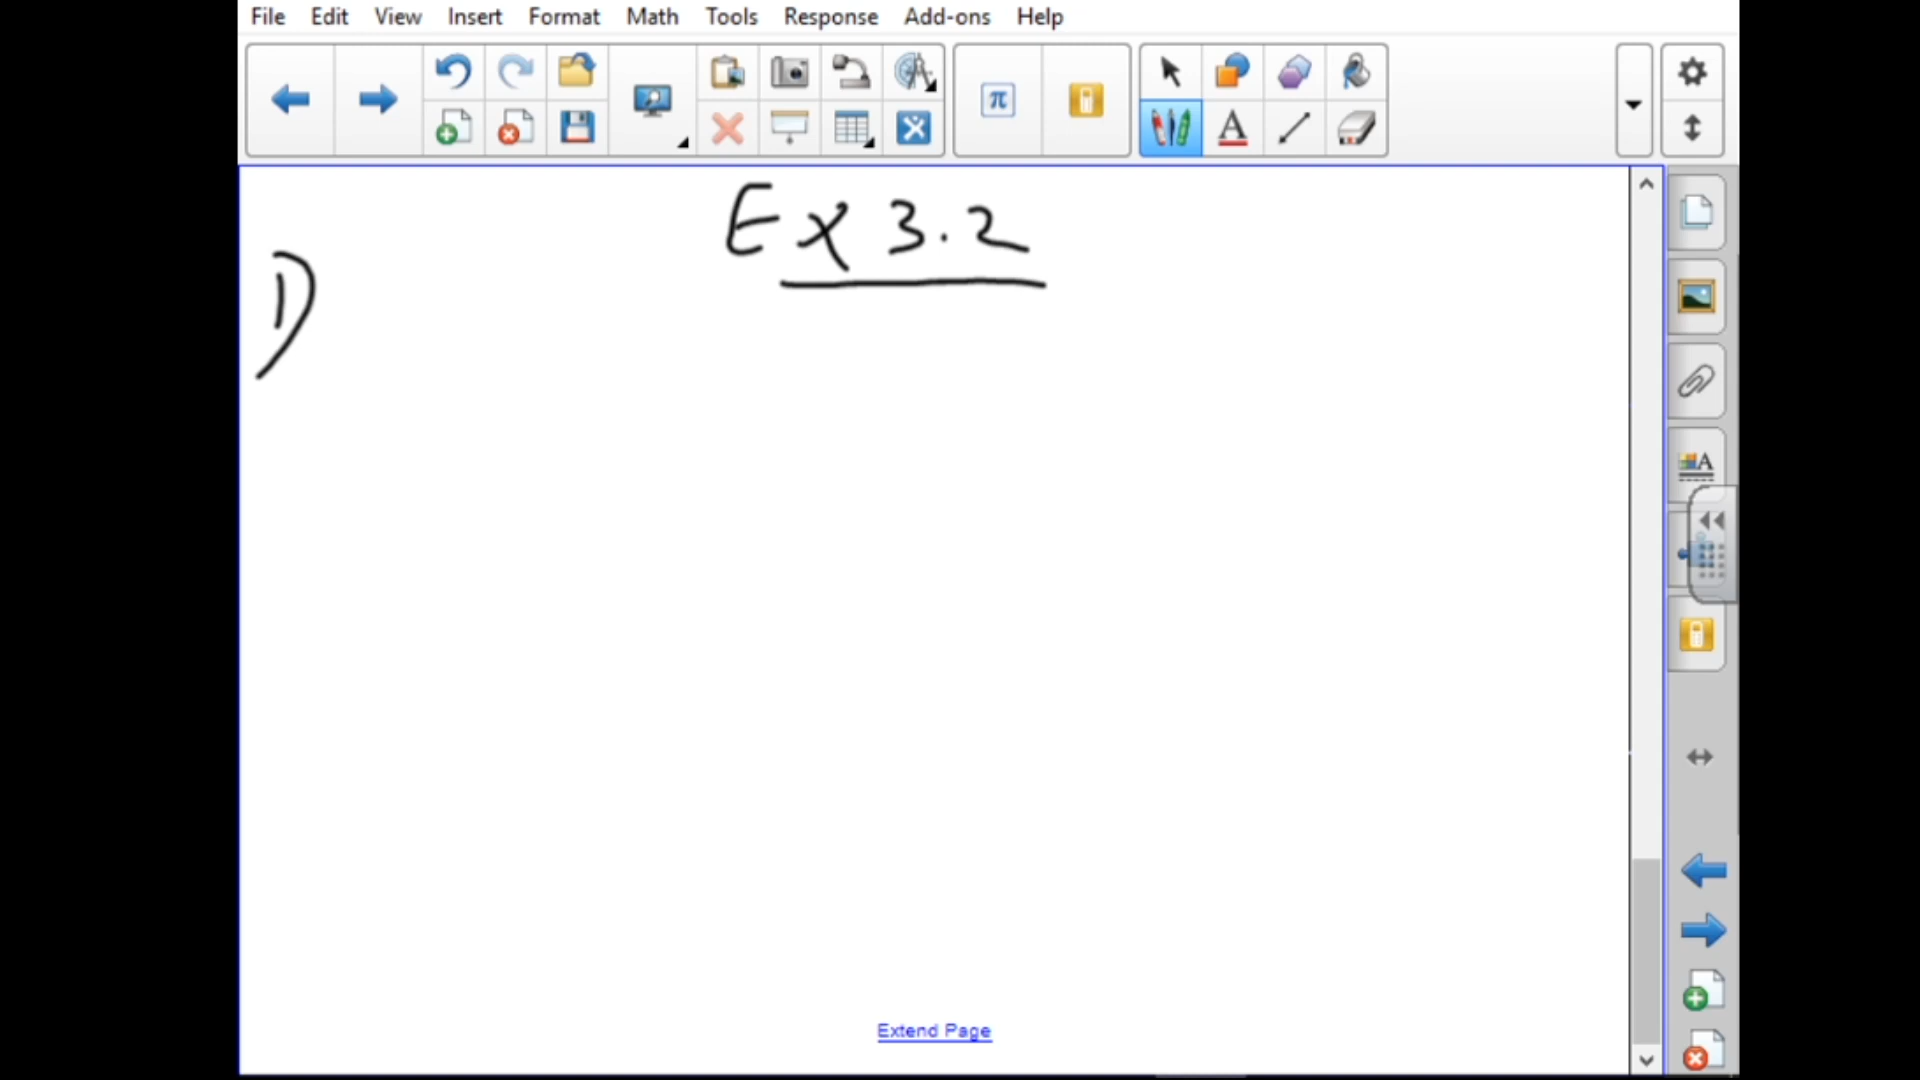 File Edit View Insert Format Math Tools Response Add-ons Help
Ex 3.2
1)
Extend Page